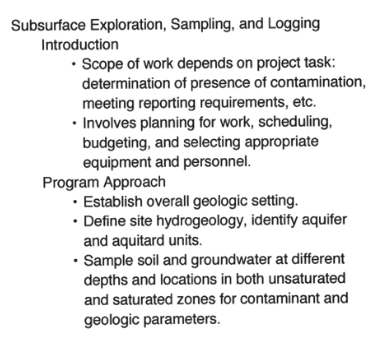 Subsurface Exploration, Sampling, and Logging
Introduction
• Scope of work depends on project task:
determination of presence of contamination,
meeting reporting requirements, etc.
• Involves planning for work, scheduling,
budgeting, and selecting appropriate
equipment and personnel.
Program Approach
• Establish overall geologic setting.
• Define site hydrogeology, identify aquifer
and aquitard units.
• Sample soil and groundwater at different
depths and locations in both unsaturated
and saturated zones for contaminant and
geologic parameters.